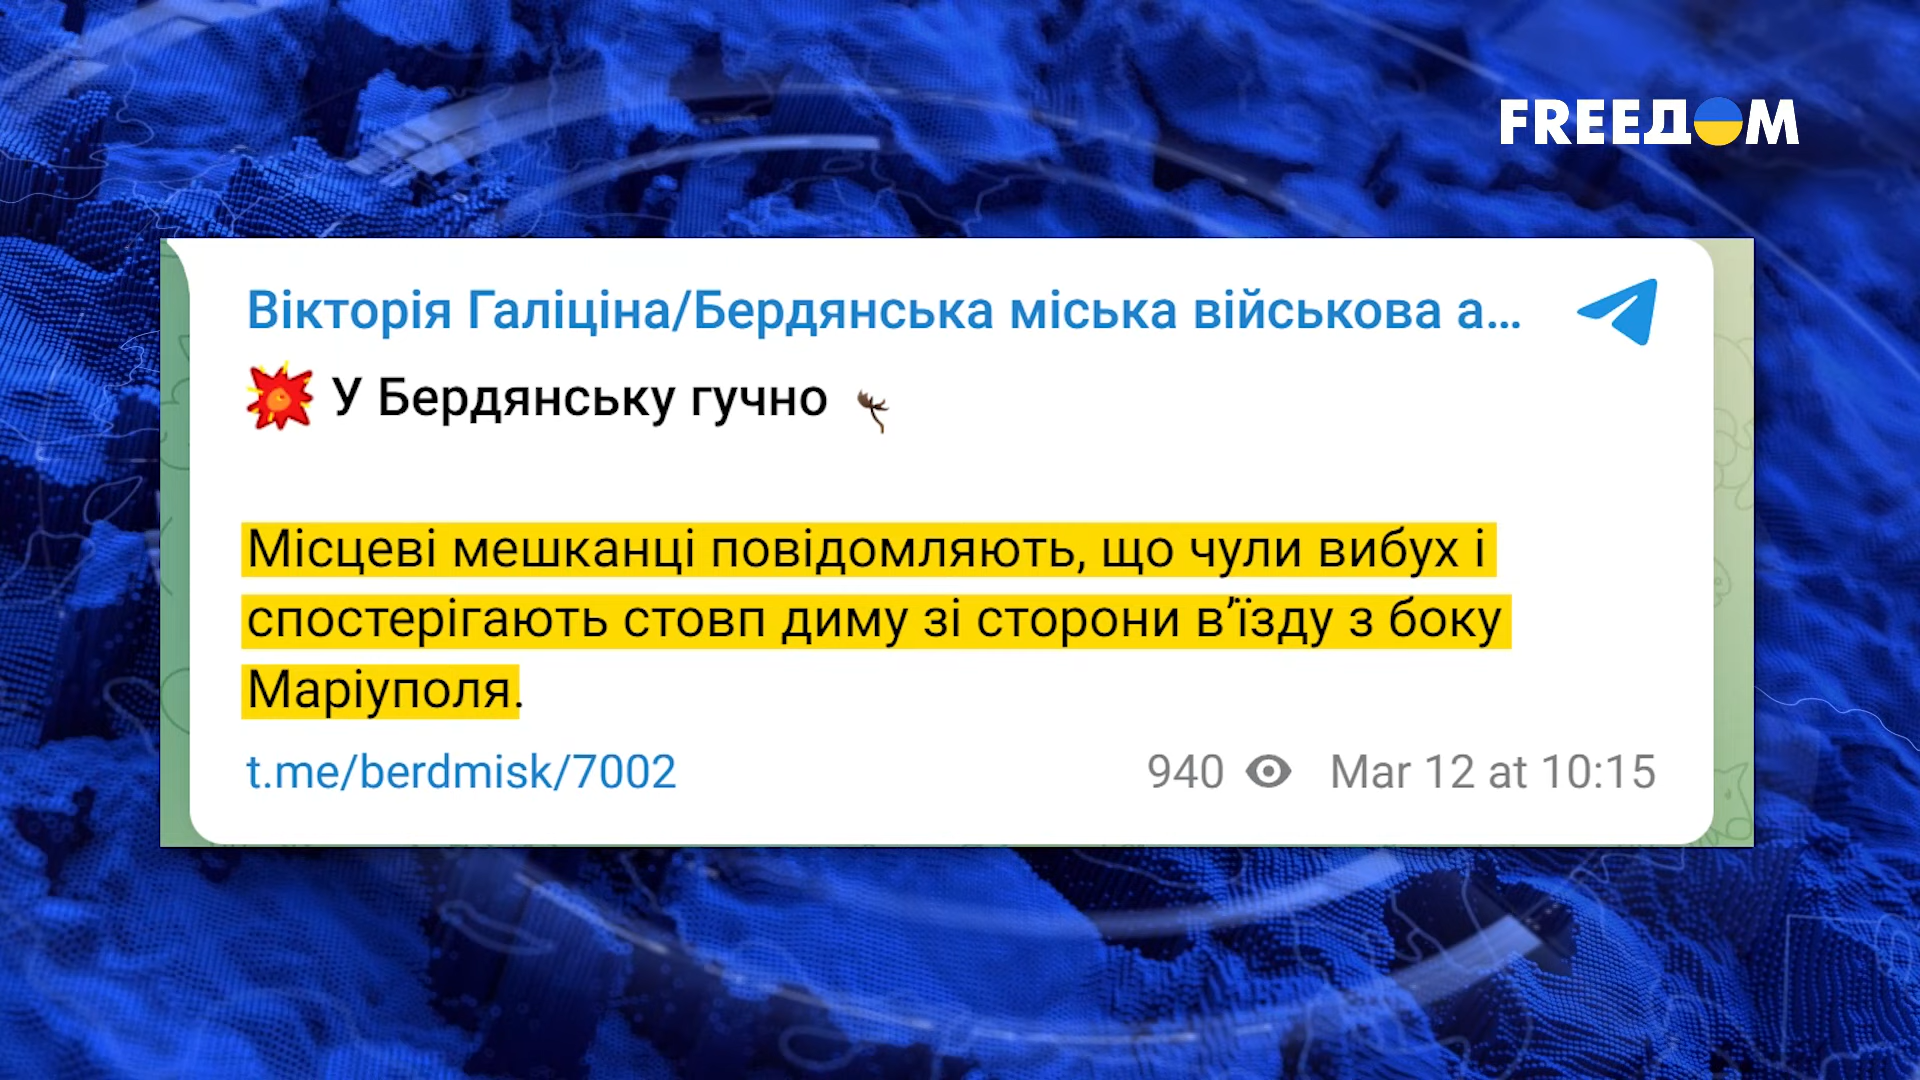 FREEДOM
Вікторія Галіціна/Бердянська міська військова а...
💥 У Бердянську гучно
Місцеві мешканці повідомляють, що чули вибух і
спостерігають стовп диму зі сторони в’їзду з боку
Маріуполя.
t.me/berdmisk/7002 940 Mar 12 at 10:15